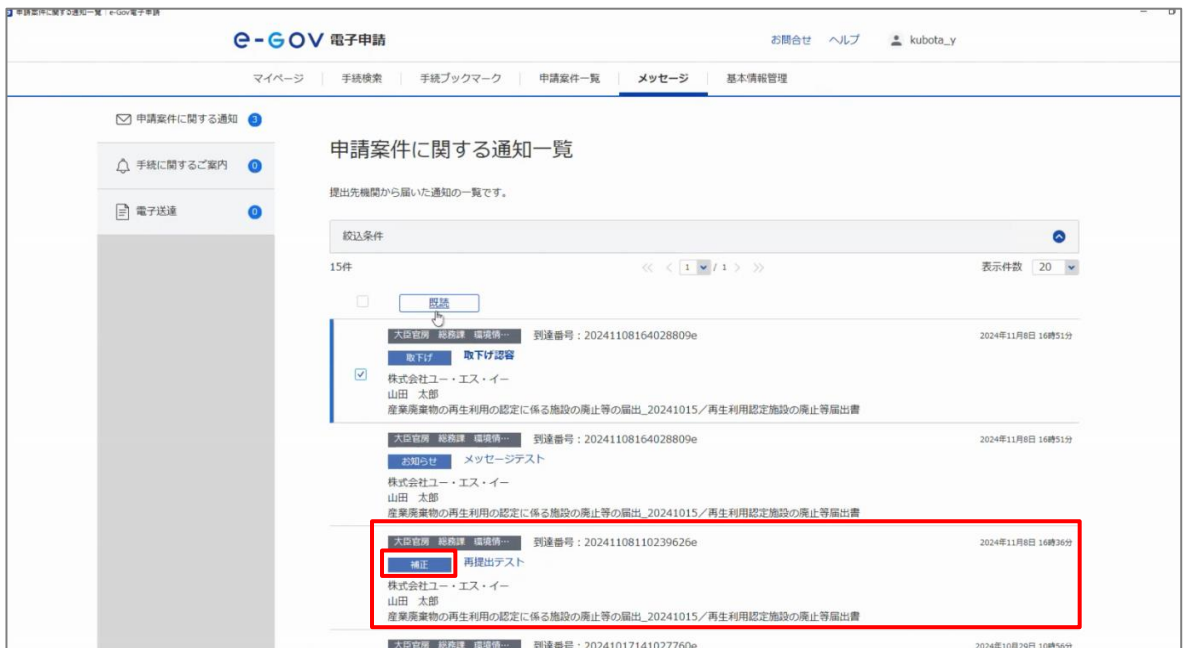 申請案件に関する通知一覧｜e-Gov電子申請
e-GOV 電子申請
お問合せ ヘルプ kubota_y
マイページ 手続検索 手続ブックマーク 申請案件一覧 メッセージ 基本情報管理
申請案件に関する通知 3
手続に関するご案内 0
電子送達 0
申請案件に関する通知一覧
提出先機関から届いた通知の一覧です。
絞込条件
15件 1 / 1 表示件数 20
既読
大臣官房 総務課 環境情… 到達番号：20241108164028809e 2024年11月8日 16時51分
取下げ 取下げ認容
株式会社ユー・エス・イー
山田 太郎
産業廃棄物の再生利用の認定に係る施設の廃止等の届出_20241015／再生利用認定施設の廃止等届出書
大臣官房 総務課 環境情… 到達番号：20241108164028809e 2024年11月8日 16時51分
お知らせ メッセージテスト
株式会社ユー・エス・イー
山田 太郎
産業廃棄物の再生利用の認定に係る施設の廃止等の届出_20241015／再生利用認定施設の廃止等届出書
大臣官房 総務課 環境情… 到達番号：20241108110239626e 2024年11月8日 16時36分
補正 再提出テスト
株式会社ユー・エス・イー
山田 太郎
産業廃棄物の再生利用の認定に係る施設の廃止等の届出_20241015／再生利用認定施設の廃止等届出書
大臣官房 総務課 環境情… 到達番号：20241017141027760e 2024年10月29日 10時56分